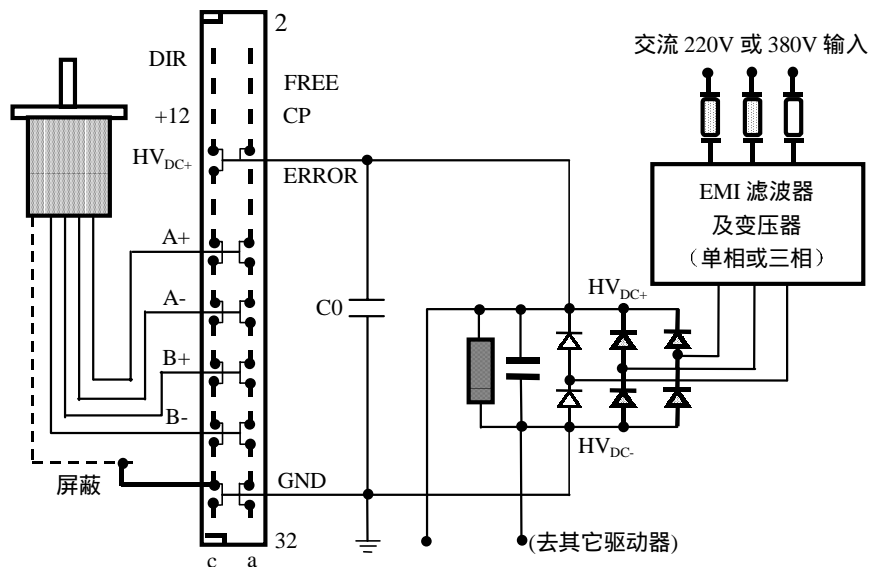 2
DIR
FREE
+12
CP
HVDC+
ERROR
A+
A-
B+
B-
屏蔽
GND
32
c a
C0
交流 220V 或 380V 输入
EMI 滤波器
及变压器
（单相或三相）
HVDC+
HVDC-
(去其它驱动器)